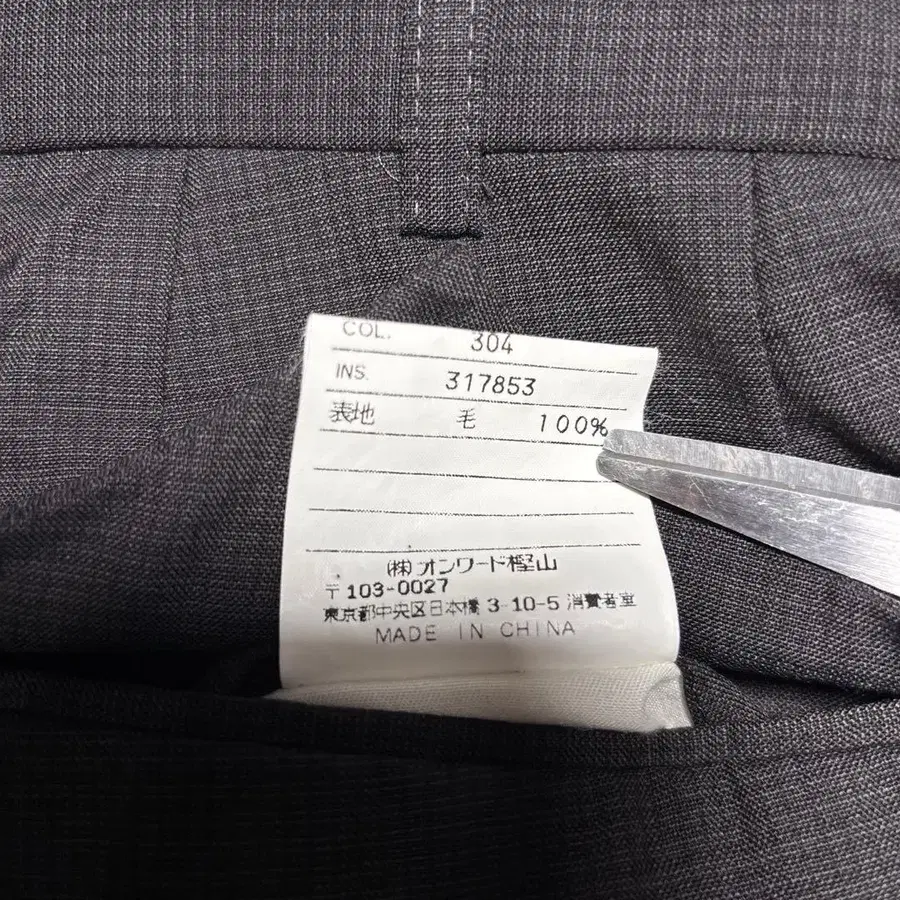 COL. 304
INS. 317853
表地 毛 100%
(株)オンワード樫山
〒103-0027
東京都中央区日本橋 3-10-5 消費者室
MADE IN CHINA